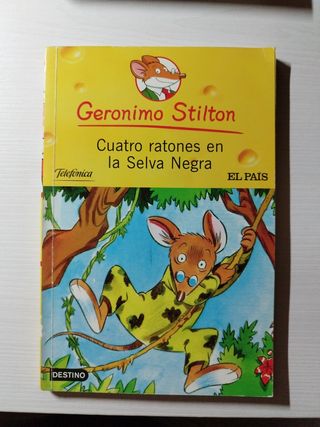 Geronimo Stilton
Cuatro ratones en
la Selva Negra
Telefónica
EL PAÍS
DESTINO